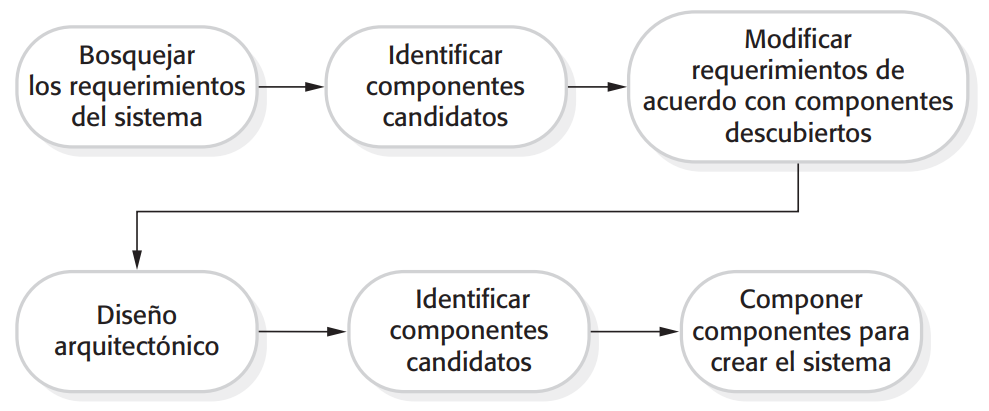 Bosquejar
los requerimientos
del sistema
Identificar
componentes
candidatos
Modificar
requerimientos de
acuerdo con componentes
descubiertos
Diseño
arquitectónico
Identificar
componentes
candidatos
Componer
componentes para
crear el sistema